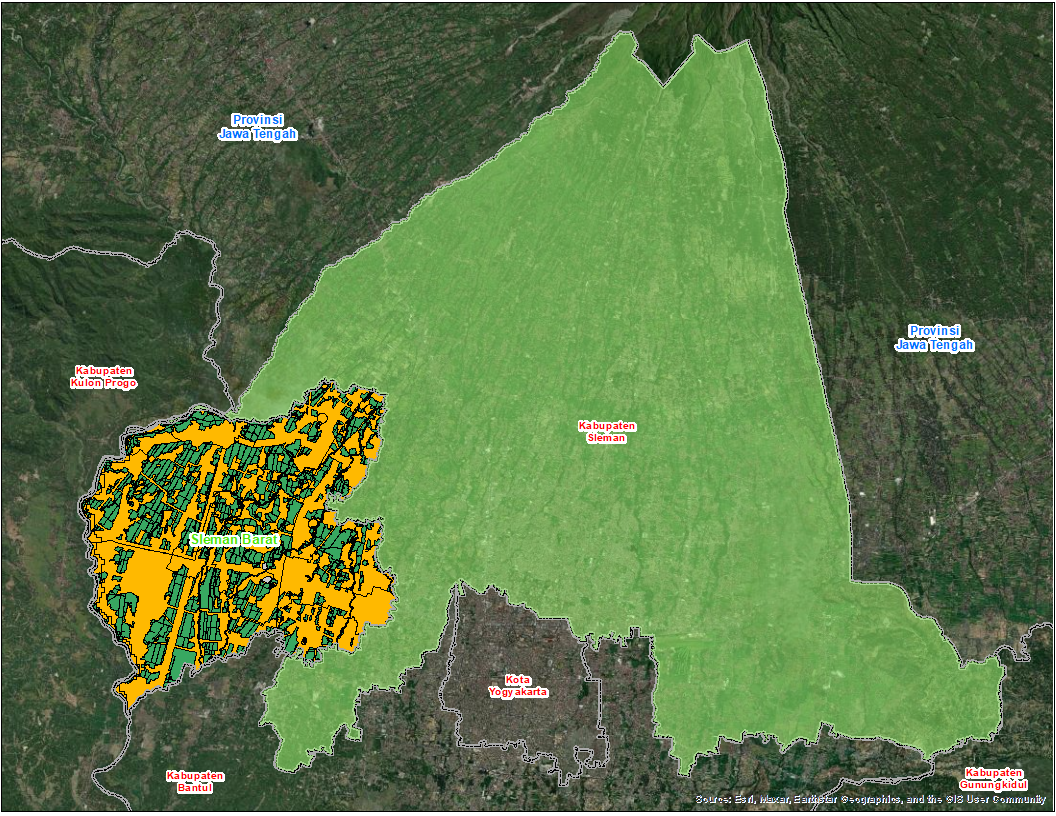 Provinsi
Jawa Tengah
Provinsi
Jawa Tengah
Kabupaten
Kulon Progo
Kabupaten
Sleman
Sleman Barat
Kota
Yogyakarta
Kabupaten
Bantul
Kabupaten
Gunungkidul
Source: Esri, Maxar, Earthstar Geographics, and the GIS User Community